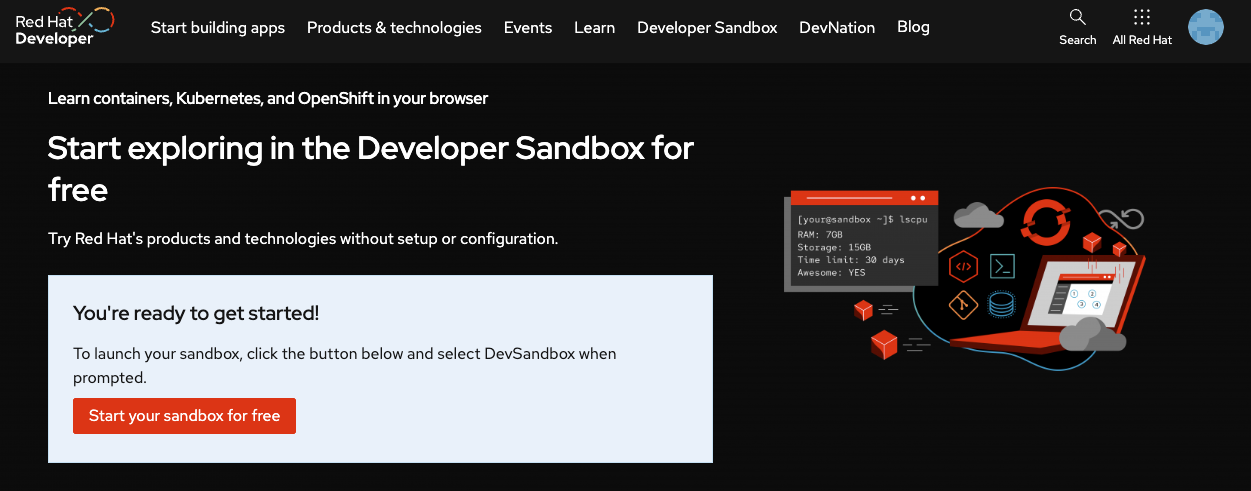 Red Hat
Developer
Start building apps
Products & technologies
Events
Learn
Developer Sandbox
DevNation
Blog
Search
All Red Hat
Learn containers, Kubernetes, and OpenShift in your browser
Start exploring in the Developer Sandbox for
free
Try Red Hat's products and technologies without setup or configuration.
You're ready to get started!
To launch your sandbox, click the button below and select DevSandbox when
prompted.
Start your sandbox for free
[your@sandbox ~]$ lscpu
RAM: 7GB
Storage: 15GB
Time limit: 30 days
Awesome: YES
</>
>_
1 2
3 4